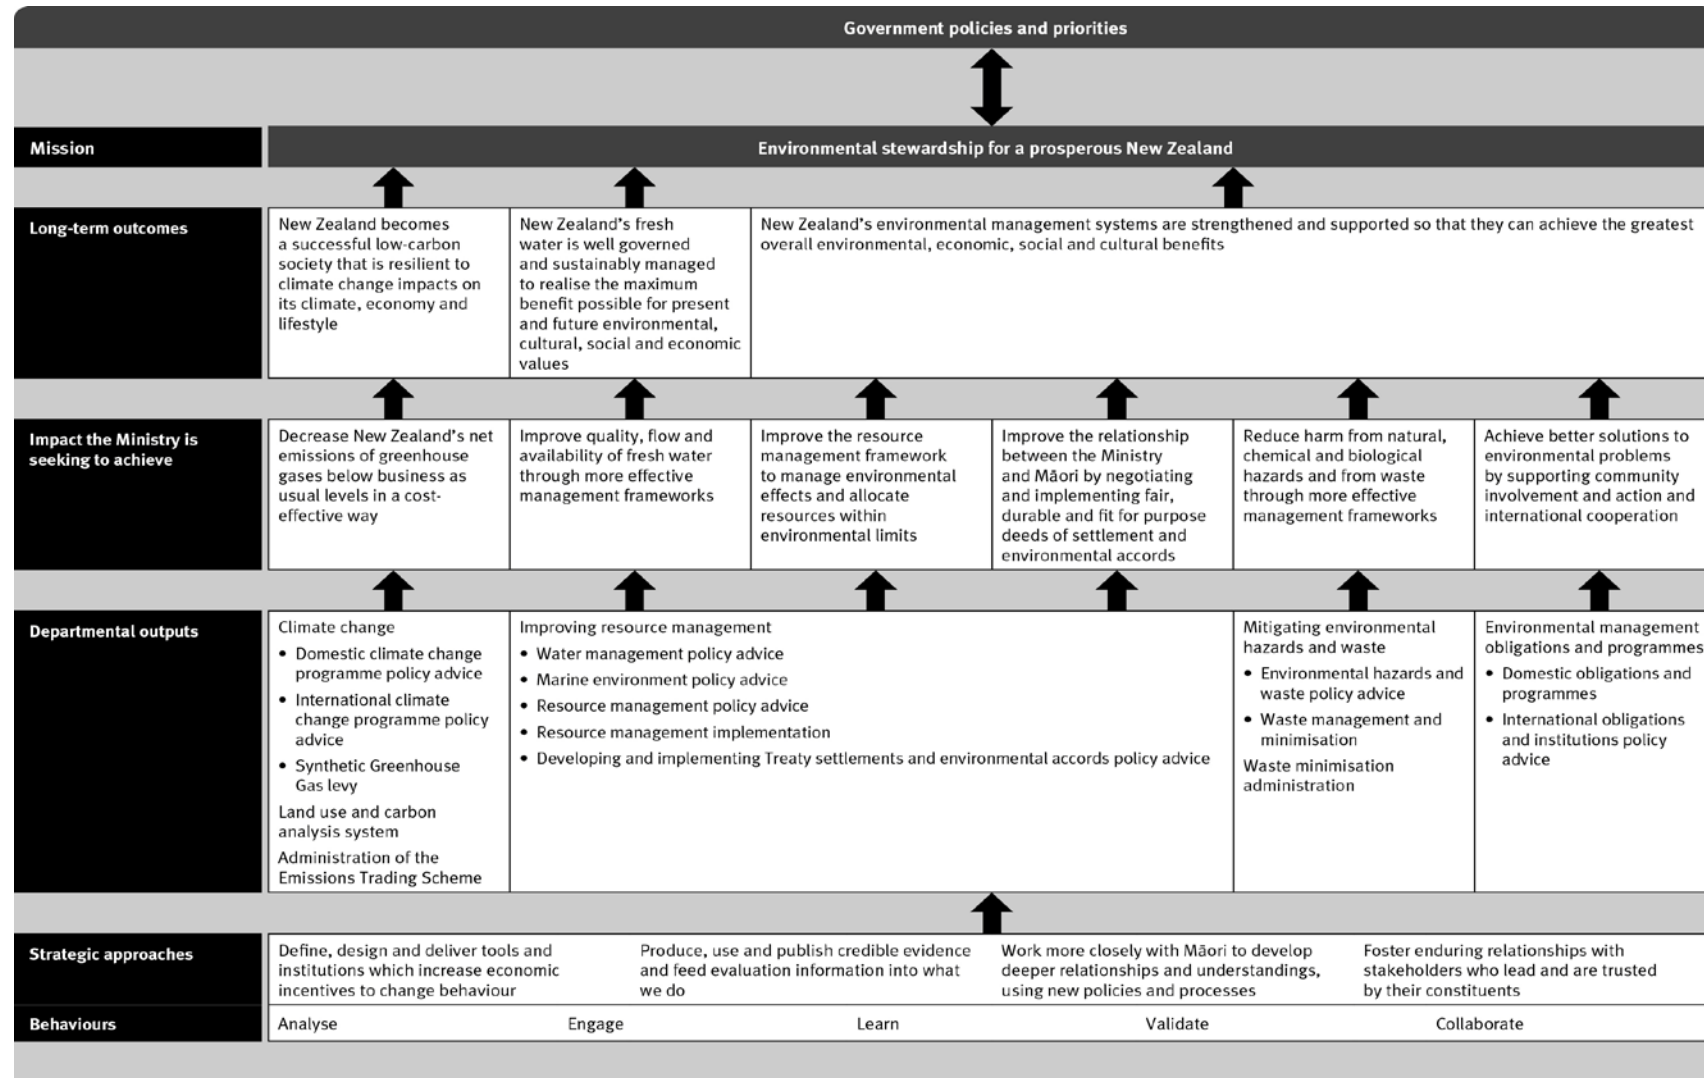 Government policies and priorities
Mission
Environmental stewardship for a prosperous New Zealand
Long-term outcomes
New Zealand becomes
a successful low-carbon
society that is resilient to
climate change impacts on
its climate, economy and
lifestyle
New Zealand's fresh
water is well governed
and sustainably managed
to realise the maximum
benefit possible for present
and future environmental,
cultural, social and economic
values
New Zealand's environmental management systems are strengthened and supported so that they can achieve the greatest
overall environmental, economic, social and cultural benefits
Impact the Ministry is
seeking to achieve
Decrease New Zealand's net
emissions of greenhouse
gases below business as
usual levels in a cost-
effective way
Improve quality, flow and
availability of fresh water
through more effective
management frameworks
Improve the resource
management framework
to manage environmental
effects and allocate
resources within
environmental limits
Improve the relationship
between the Ministry
and Māori by negotiating
and implementing fair,
durable and fit for purpose
deeds of settlement and
environmental accords
Reduce harm from natural,
chemical and biological
hazards and from waste
through more effective
management frameworks
Achieve better solutions to
environmental problems
by supporting community
involvement and action and
international cooperation
Departmental outputs
Climate change
• Domestic climate change
programme policy advice
• International climate
change programme policy
advice
• Synthetic Greenhouse
Gas levy
Land use and carbon
analysis system
Administration of the
Emissions Trading Scheme
Improving resource management
• Water management policy advice
• Marine environment policy advice
• Resource management policy advice
• Resource management implementation
• Developing and implementing Treaty settlements and environmental accords policy advice
Mitigating environmental
hazards and waste
• Environmental hazards and
waste policy advice
• Waste management and
minimisation
Waste minimisation
administration
Environmental management
obligations and programmes
• Domestic obligations and
programmes
• International obligations
and institutions policy
advice
Strategic approaches
Define, design and deliver tools and
institutions which increase economic
incentives to change behaviour
Produce, use and publish credible evidence
and feed evaluation information into what
we do
Work more closely with Māori to develop
deeper relationships and understandings,
using new policies and processes
Foster enduring relationships with
stakeholders who lead and are trusted
by their constituents
Behaviours
Analyse
Engage
Learn
Validate
Collaborate